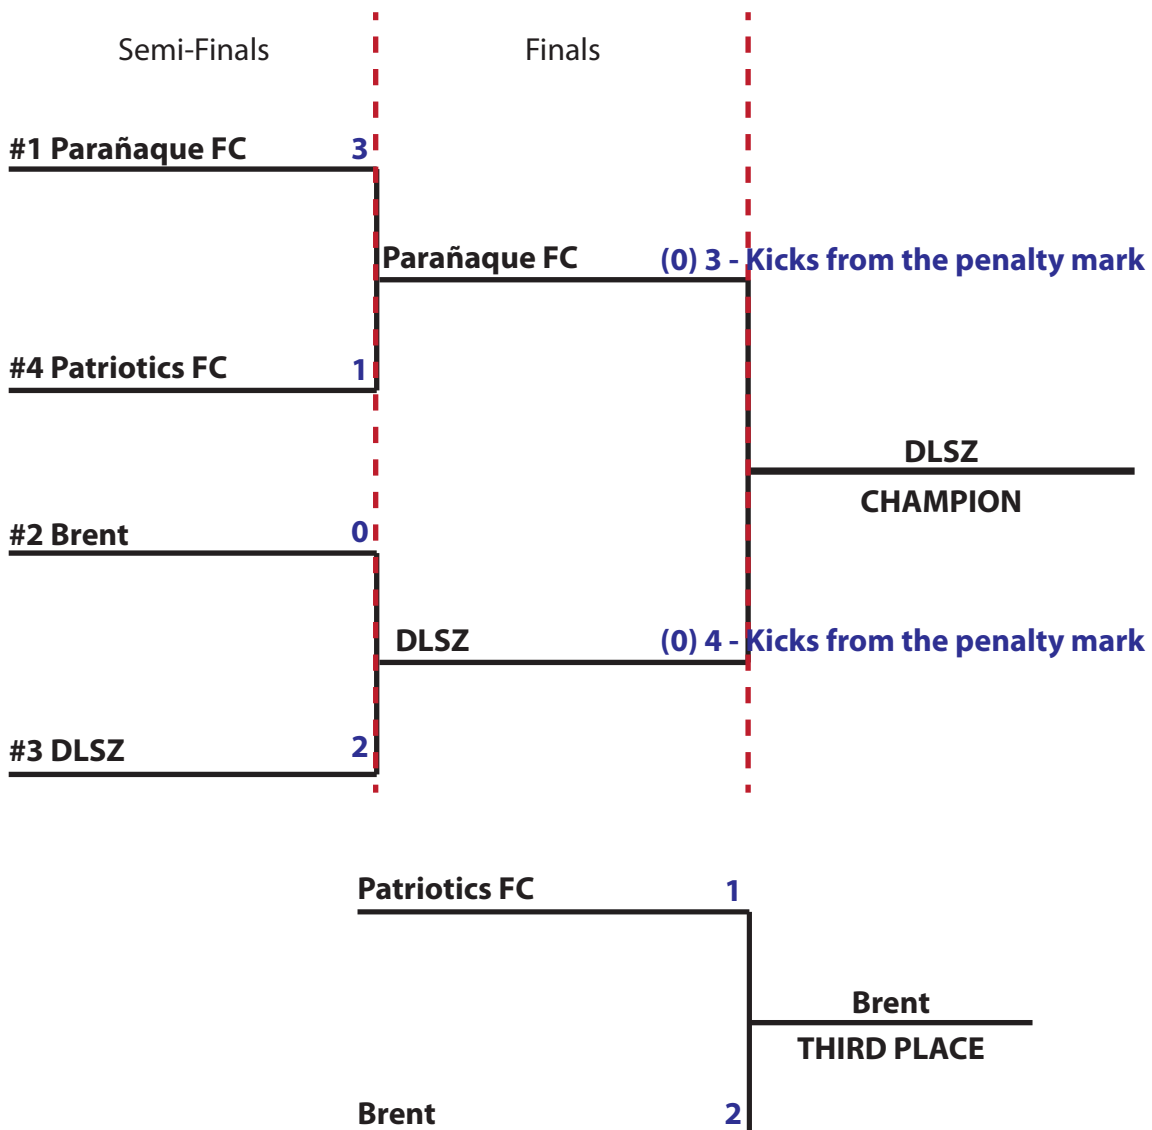 Semi-Finals
Finals
#1 Parañaque FC 3
Parañaque FC (0) 3 - Kicks from the penalty mark
#4 Patriotics FC 1
DLSZ
CHAMPION
#2 Brent 0
DLSZ (0) 4 - Kicks from the penalty mark
#3 DLSZ 2
Patriotics FC 1
Brent
THIRD PLACE
Brent 2